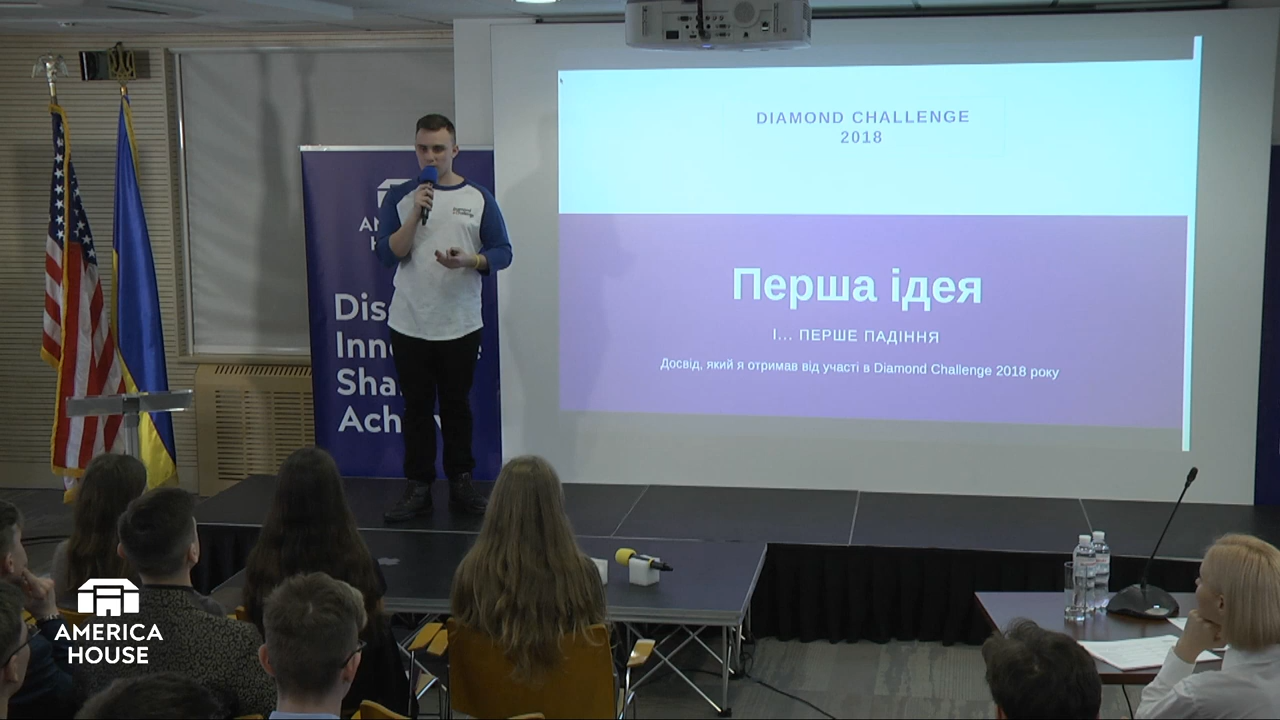 DIAMOND CHALLENGE
2018
Перша ідея
І... ПЕРШЕ ПАДІННЯ
Досвід, який я отримав від участі в Diamond Challenge 2018 року
AMERICA
HOUSE